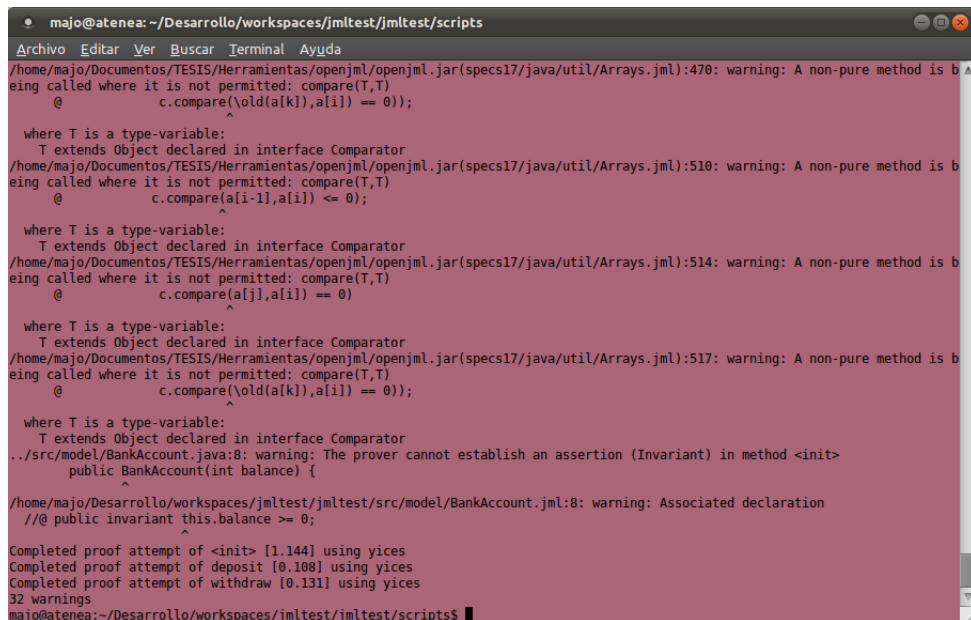 majo@atenea: ~/Desarrollo/workspaces/jmltest/jmltest/scripts
Archivo Editar Ver Buscar Terminal Ayuda
/home/majo/Documentos/TESIS/Herramientas/openjml/openjml.jar(specs17/java/util/Arrays.jml):470: warning: A non-pure method is b
eing called where it is not permitted: compare(T,T)
      @             c.compare(\old(a[k]),a[i]) == 0));
                             ^
  where T is a type-variable:
    T extends Object declared in interface Comparator
/home/majo/Documentos/TESIS/Herramientas/openjml/openjml.jar(specs17/java/util/Arrays.jml):510: warning: A non-pure method is b
eing called where it is not permitted: compare(T,T)
      @            c.compare(a[i-1],a[i]) <= 0);
                            ^
  where T is a type-variable:
    T extends Object declared in interface Comparator
/home/majo/Documentos/TESIS/Herramientas/openjml/openjml.jar(specs17/java/util/Arrays.jml):514: warning: A non-pure method is b
eing called where it is not permitted: compare(T,T)
      @             c.compare(a[j],a[i]) == 0)
                             ^
  where T is a type-variable:
    T extends Object declared in interface Comparator
/home/majo/Documentos/TESIS/Herramientas/openjml/openjml.jar(specs17/java/util/Arrays.jml):517: warning: A non-pure method is b
eing called where it is not permitted: compare(T,T)
      @             c.compare(\old(a[k]),a[i]) == 0));
                             ^
  where T is a type-variable:
    T extends Object declared in interface Comparator
../src/model/BankAccount.java:8: warning: The prover cannot establish an assertion (Invariant) in method <init>
        public BankAccount(int balance) {
               ^
/home/majo/Desarrollo/workspaces/jmltest/jmltest/src/model/BankAccount.jml:8: warning: Associated declaration
  //@ public invariant this.balance >= 0;
                       ^
Completed proof attempt of <init> [1.144] using yices
Completed proof attempt of deposit [0.108] using yices
Completed proof attempt of withdraw [0.131] using yices
32 warnings
majo@atenea:~/Desarrollo/workspaces/jmltest/jmltest/scripts$